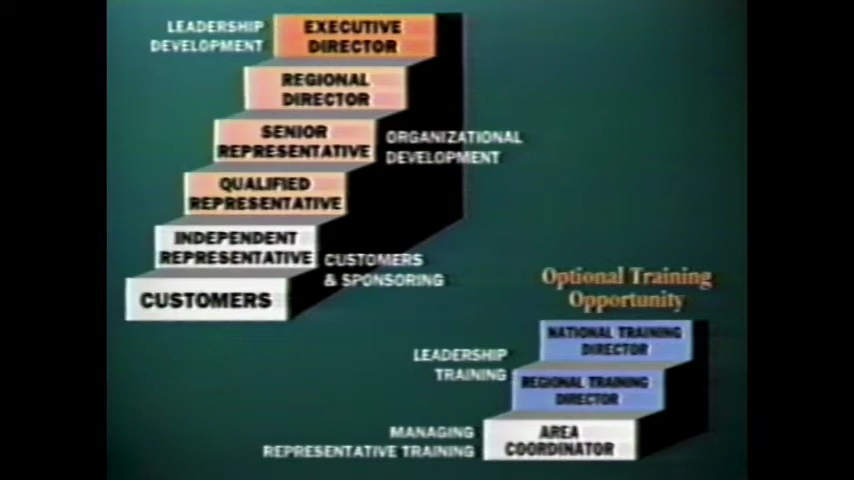 LEADERSHIP
DEVELOPMENT
EXECUTIVE
DIRECTOR
REGIONAL
DIRECTOR
SENIOR
REPRESENTATIVE
ORGANIZATIONAL
DEVELOPMENT
QUALIFIED
REPRESENTATIVE
INDEPENDENT
REPRESENTATIVE
CUSTOMERS
& SPONSORING
CUSTOMERS
Optional Training
Opportunity
NATIONAL TRAINING
DIRECTOR
LEADERSHIP
TRAINING
REGIONAL TRAINING
DIRECTOR
MANAGING
REPRESENTATIVE TRAINING
AREA
COORDINATOR